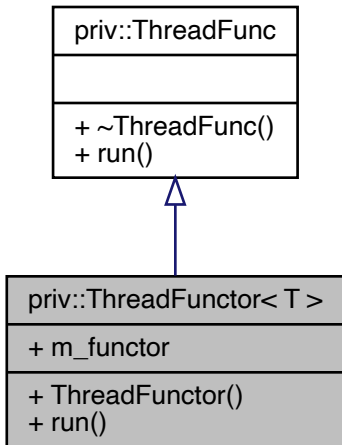 priv::ThreadFunc
+ ~ThreadFunc()
+ run()
priv::ThreadFunctor< T >
+ m_functor
+ ThreadFunctor()
+ run()